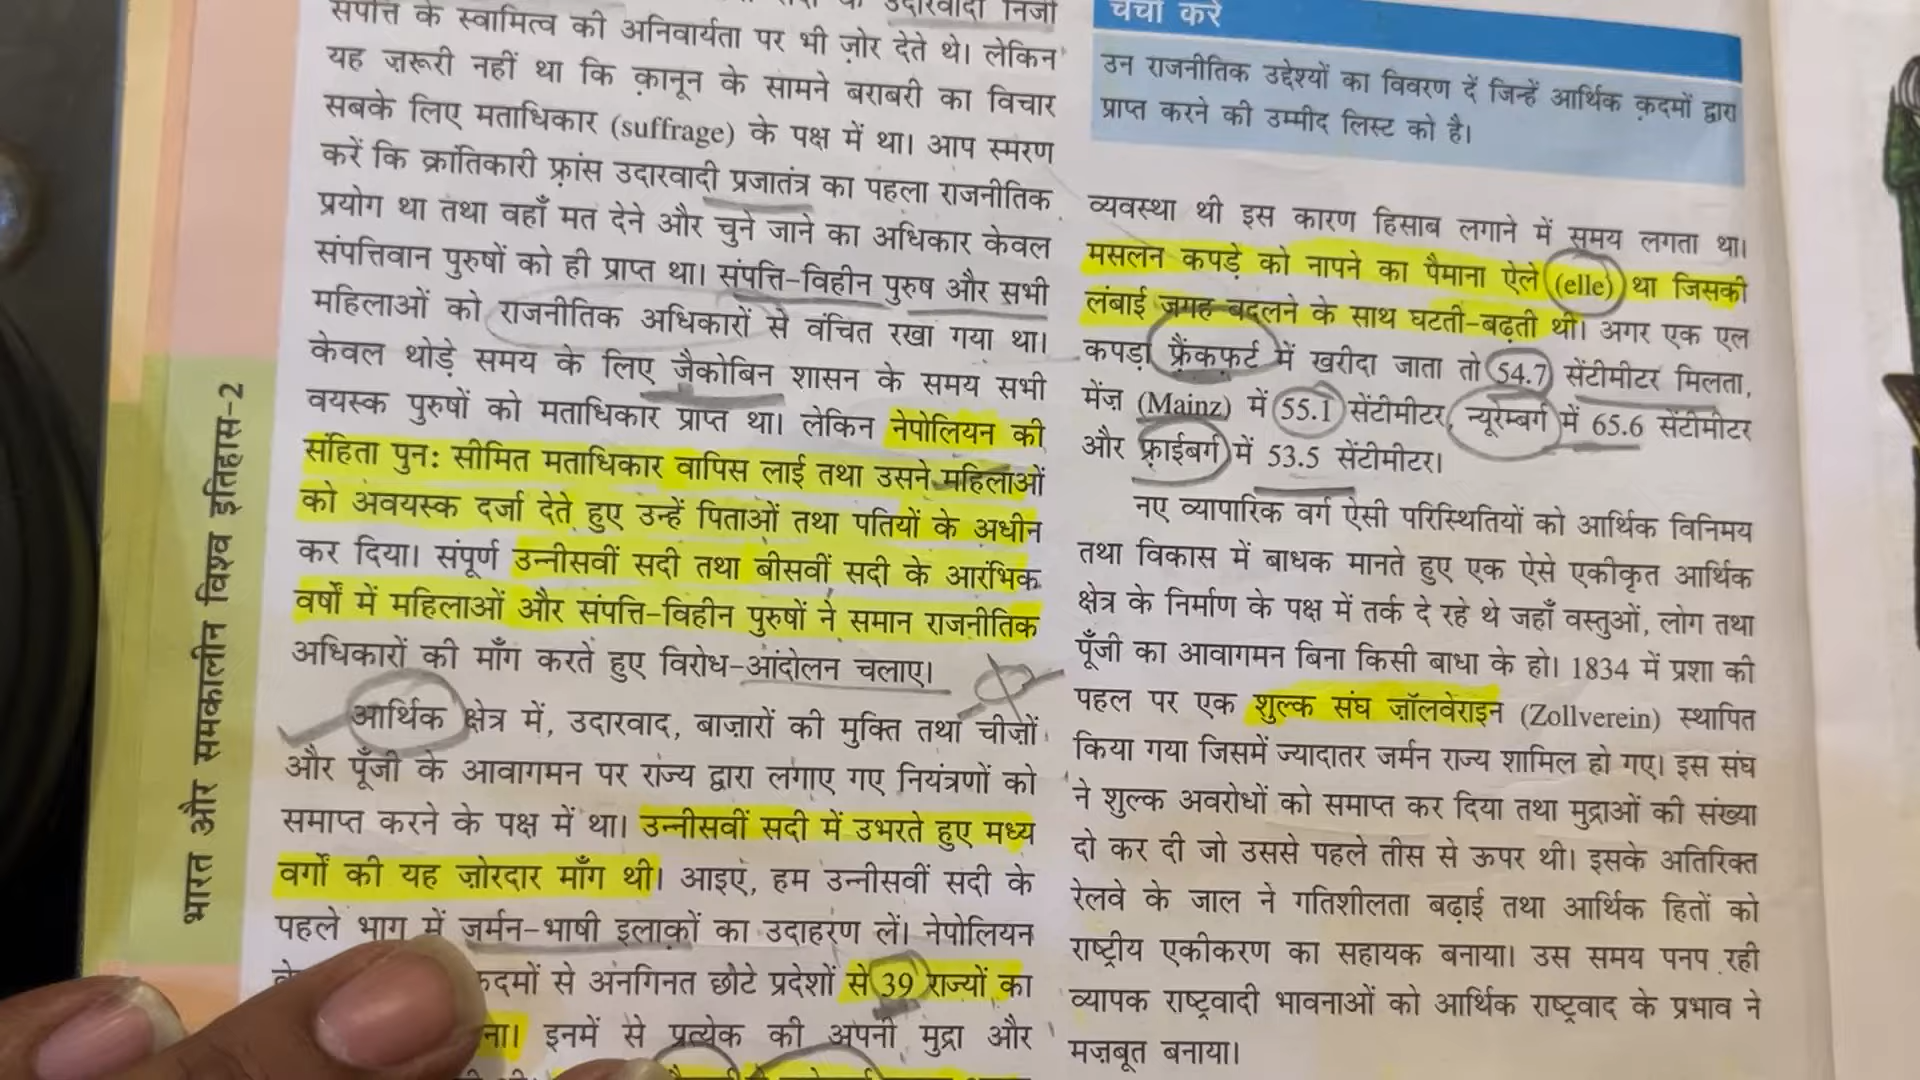 भारत और समकालीन विश्व इतिहास-2
उदारवादी निजी
संपत्ति के स्वामित्व की अनिवार्यता पर भी ज़ोर देते थे। लेकिन
यह ज़रूरी नहीं था कि क़ानून के सामने बराबरी का विचार
सबके लिए मताधिकार (suffrage) के पक्ष में था। आप स्मरण
करें कि क्रांतिकारी फ़्रांस उदारवादी प्रजातंत्र का पहला राजनीतिक
प्रयोग था तथा वहाँ मत देने और चुने जाने का अधिकार केवल
संपत्तिवान पुरुषों को ही प्राप्त था। संपत्ति-विहीन पुरुष और सभी
महिलाओं को राजनीतिक अधिकारों से वंचित रखा गया था।
केवल थोड़े समय के लिए जैकोबिन शासन के समय सभी
वयस्क पुरुषों को मताधिकार प्राप्त था। लेकिन नेपोलियन की
संहिता पुनः सीमित मताधिकार वापिस लाई तथा उसने महिलाओं
को अवयस्क दर्जा देते हुए उन्हें पिताओं तथा पतियों के अधीन
कर दिया। संपूर्ण उन्नीसवीं सदी तथा बीसवीं सदी के आरंभिक
वर्षों में महिलाओं और संपत्ति-विहीन पुरुषों ने समान राजनीतिक
अधिकारों की माँग करते हुए विरोध-आंदोलन चलाए।
आर्थिक क्षेत्र में, उदारवाद, बाज़ारों की मुक्ति तथा चीज़ों
और पूँजी के आवागमन पर राज्य द्वारा लगाए गए नियंत्रणों को
समाप्त करने के पक्ष में था। उन्नीसवीं सदी में उभरते हुए मध्य
वर्गों की यह ज़ोरदार माँग थी। आइए, हम उन्नीसवीं सदी के
पहले भाग में जर्मन-भाषी इलाक़ों का उदाहरण लें। नेपोलियन
क़दमों से अनगिनत छोटे प्रदेशों से 39 राज्यों का
इनमें से प्रत्येक की अपनी मुद्रा और
चर्चा करें
उन राजनीतिक उद्देश्यों का विवरण दें जिन्हें आर्थिक क़दमों द्वारा
प्राप्त करने की उम्मीद लिस्ट को है।
व्यवस्था थी इस कारण हिसाब लगाने में समय लगता था।
मसलन कपड़े को नापने का पैमाना ऐले (elle) था जिसकी
लंबाई जगह बदलने के साथ घटती-बढ़ती थी। अगर एक एल
कपड़ा फ़्रैंकफ़र्ट में खरीदा जाता तो 54.7 सेंटीमीटर मिलता,
मेंज़ (Mainz) में 55.1 सेंटीमीटर, न्यूरेम्बर्ग में 65.6 सेंटीमीटर
और फ़्राईबर्ग में 53.5 सेंटीमीटर।
नए व्यापारिक वर्ग ऐसी परिस्थितियों को आर्थिक विनिमय
तथा विकास में बाधक मानते हुए एक ऐसे एकीकृत आर्थिक
क्षेत्र के निर्माण के पक्ष में तर्क दे रहे थे जहाँ वस्तुओं, लोग तथा
पूँजी का आवागमन बिना किसी बाधा के हो। 1834 में प्रशा की
पहल पर एक शुल्क संघ जॉलवेराइन (Zollverein) स्थापित
किया गया जिसमें ज्यादातर जर्मन राज्य शामिल हो गए। इस संघ
ने शुल्क अवरोधों को समाप्त कर दिया तथा मुद्राओं की संख्या
दो कर दी जो उससे पहले तीस से ऊपर थी। इसके अतिरिक्त
रेलवे के जाल ने गतिशीलता बढ़ाई तथा आर्थिक हितों को
राष्ट्रीय एकीकरण का सहायक बनाया। उस समय पनप रही
व्यापक राष्ट्रवादी भावनाओं को आर्थिक राष्ट्रवाद के प्रभाव ने
मज़बूत बनाया।